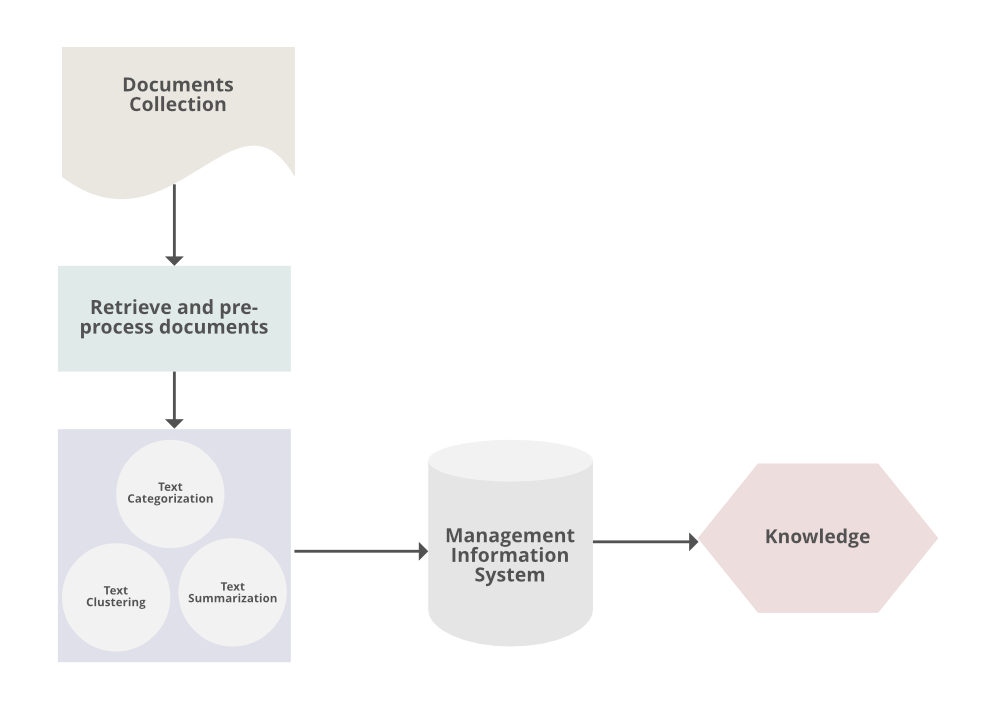 Documents
Collection
Retrieve and pre-
process documents
Text
Categorization
Text
Clustering
Text
Summarization
Management
Information
System
Knowledge